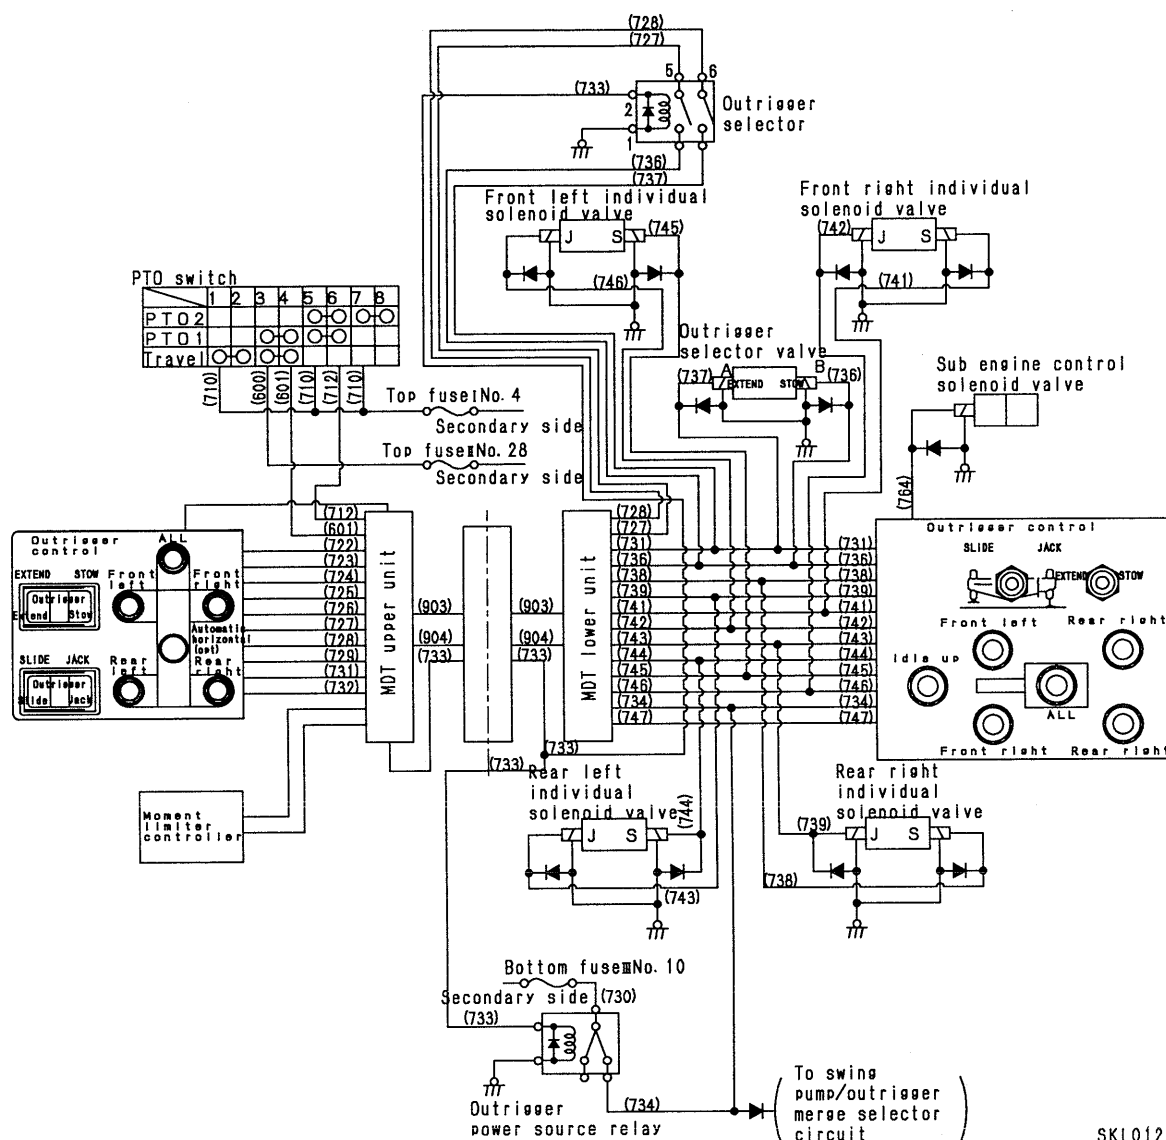 (728)
(727)
5 6
(733)
2
1
Outrigger
selector
(736)
(737)
Front left individual
solenoid valve
J S
(745)
(746)
Front right individual
solenoid valve
(742)
J S
(741)
PTO switch
1 2 3 4 5 6 7 8
PTO2
PTO1
Travel
(710)
(600)
(601)
(710)
(712)
(710)
Top fuseⅠNo. 4
Secondary side
Top fuseⅡNo. 28
Secondary side
Outrigger
selector valve
(737) A B (736)
EXTEND STOW
Sub engine control
solenoid valve
(764)
Outrigger
control
ALL
EXTEND STOW
Front
left
Front
right
Outrigger
Extend Stow
Automatic
horizontal
(opt)
SLIDE JACK
Rear
left
Rear
right
Outrigger
Slide Jack
(712)
(601)
(722)
(723)
(724)
(725)
(726)
(727)
(728)
(729)
(731)
(732)
MDT upper unit
(903)
(904)
(733)
(903)
(904)
(733)
MDT lower unit
(728)
(727)
(731)
(736)
(738)
(739)
(741)
(742)
(743)
(744)
(745)
(746)
(734)
(747)
(731)
(736)
(738)
(739)
(741)
(742)
(743)
(744)
(745)
(746)
(734)
(747)
Outrigger control
SLIDE JACK
EXTEND STOW
Front left Rear right
Idle up
ALL
Front right Rear right
(733)
(733)
Moment
limiter
controller
Rear left
individual
solenoid valve
(744)
J S
(743)
Rear right
individual
solenoid valve
(739)
J S
(738)
Bottom fuseⅢNo. 10
Secondary side (730)
(733)
Outrigger
power source relay
(734)
To swing
pump/outrigger
merge selector
circuit
SKL012